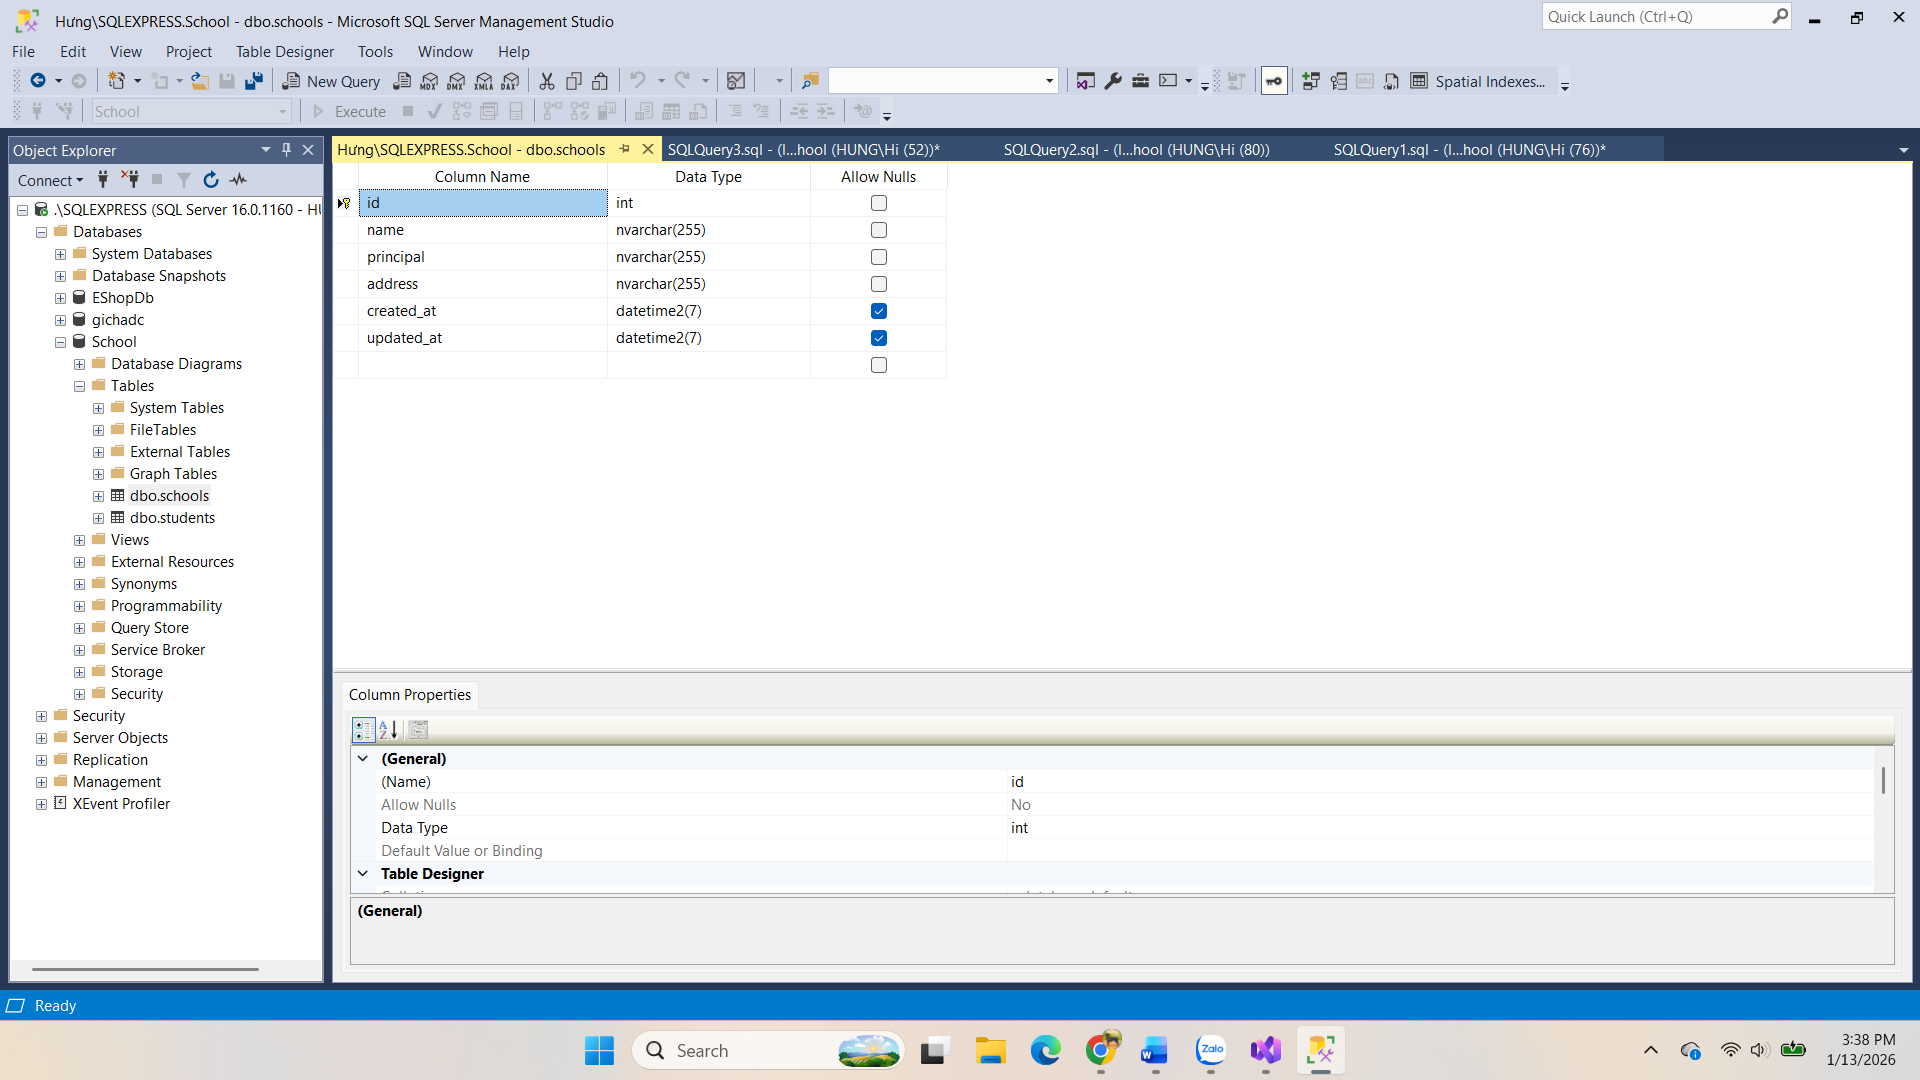 Hưng\SQLEXPRESS.School - dbo.schools - Microsoft SQL Server Management Studio
Quick Launch (Ctrl+Q)
File Edit View Project Table Designer Tools Window Help
New Query MDX DMX XMLA DAX Spatial Indexes...
School Execute
Object Explorer
Hưng\SQLEXPRESS.School - dbo.schools SQLQuery3.sql - (l...hool (HUNG\Hi (52))* SQLQuery2.sql - (l...hool (HUNG\Hi (80)) SQLQuery1.sql - (l...hool (HUNG\Hi (76))*
Connect
.\SQLEXPRESS (SQL Server 16.0.1160 - HU
Databases
System Databases
Database Snapshots
EShopDb
gichadc
School
Database Diagrams
Tables
System Tables
FileTables
External Tables
Graph Tables
dbo.schools
dbo.students
Views
External Resources
Synonyms
Programmability
Query Store
Service Broker
Storage
Security
Security
Server Objects
Replication
Management
XEvent Profiler
Column Name Data Type Allow Nulls
id int
name nvarchar(255)
principal nvarchar(255)
address nvarchar(255)
created_at datetime2(7)
updated_at datetime2(7)
Column Properties
(General)
(Name) id
Allow Nulls No
Data Type int
Default Value or Binding
Table Designer
(General)
Ready
Search
Zalo
3:38 PM
1/13/2026